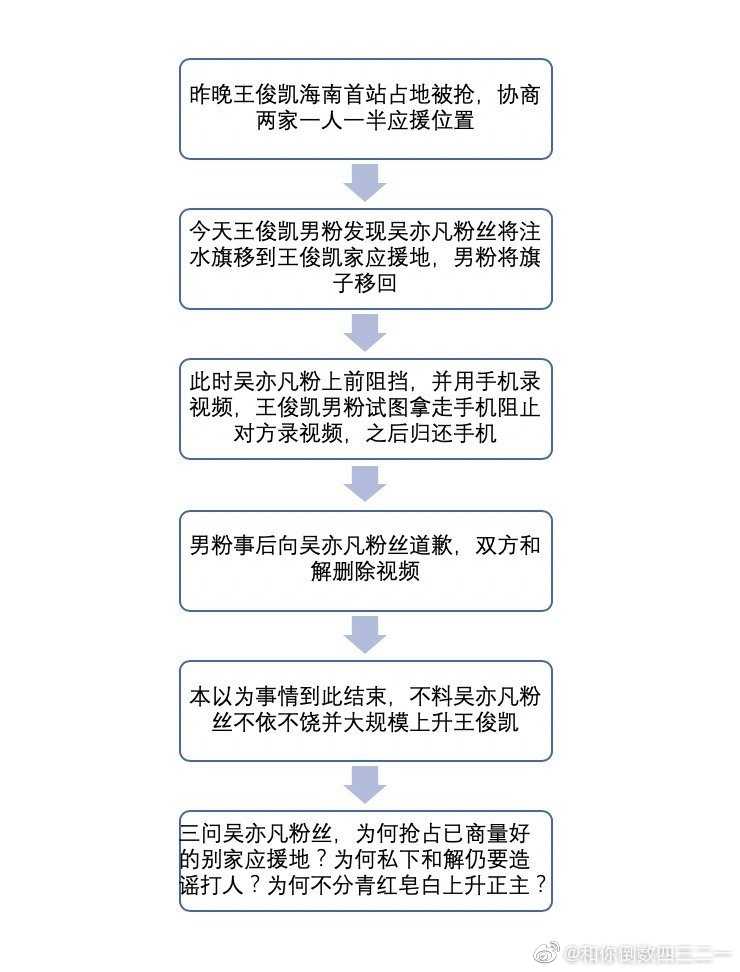 昨晚王俊凯海南首站占地被抢，协商
两家一人一半应援位置
今天王俊凯男粉发现吴亦凡粉丝将注
水旗移到王俊凯家应援地，男粉将旗
子移回
此时吴亦凡粉上前阻挡，并用手机录
视频，王俊凯男粉试图拿走手机阻止
对方录视频，之后归还手机
男粉事后向吴亦凡粉丝道歉，双方和
解删除视频
本以为事情到此结束，不料吴亦凡粉
丝不依不饶并大规模上升王俊凯
三问吴亦凡粉丝，为何抢占已商量好
的别家应援地？为何私下和解仍要造
谣打人？为何不分青红皂白上升正主？
@和你倒数四三二一